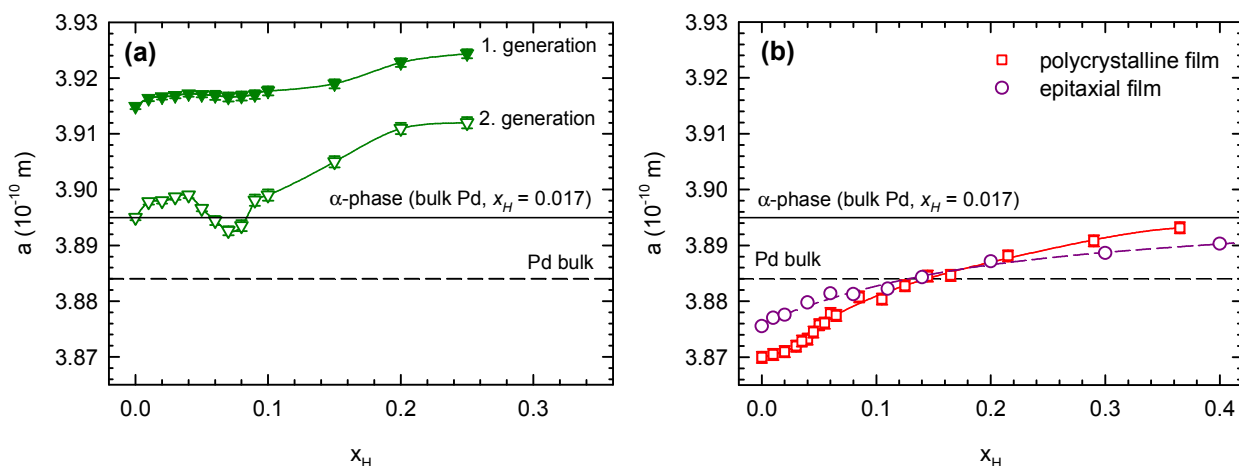 (a)
1. generation
2. generation
α-phase (bulk Pd, x_H = 0.017)
Pd bulk
a (10⁻¹⁰ m)
3.93
3.92
3.91
3.90
3.89
3.88
3.87
0.0 0.1 0.2 0.3
x_H
(b)
polycrystalline film
epitaxial film
α-phase (bulk Pd, x_H = 0.017)
Pd bulk
a (10⁻¹⁰ m)
3.93
3.92
3.91
3.90
3.89
3.88
3.87
0.0 0.1 0.2 0.3 0.4
x_H